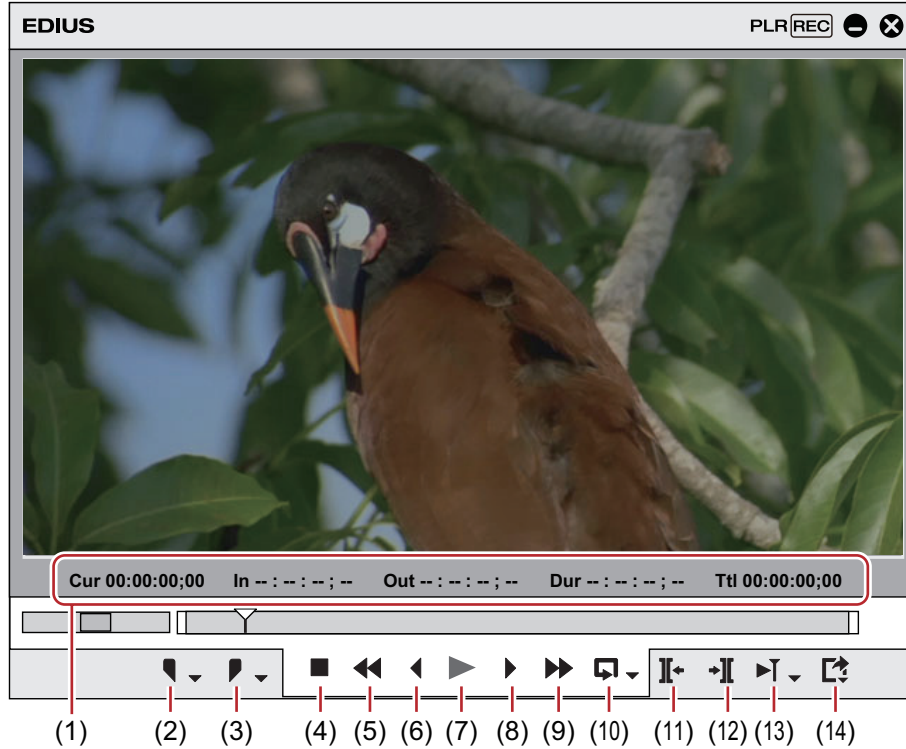 EDIUS PLR REC
Cur 00:00:00;00 In -- : -- : -- ; -- Out -- : -- : -- ; -- Dur -- : -- : -- ; -- Ttl 00:00:00;00
(1) (2) (3) (4) (5) (6) (7) (8) (9) (10) (11) (12) (13) (14)